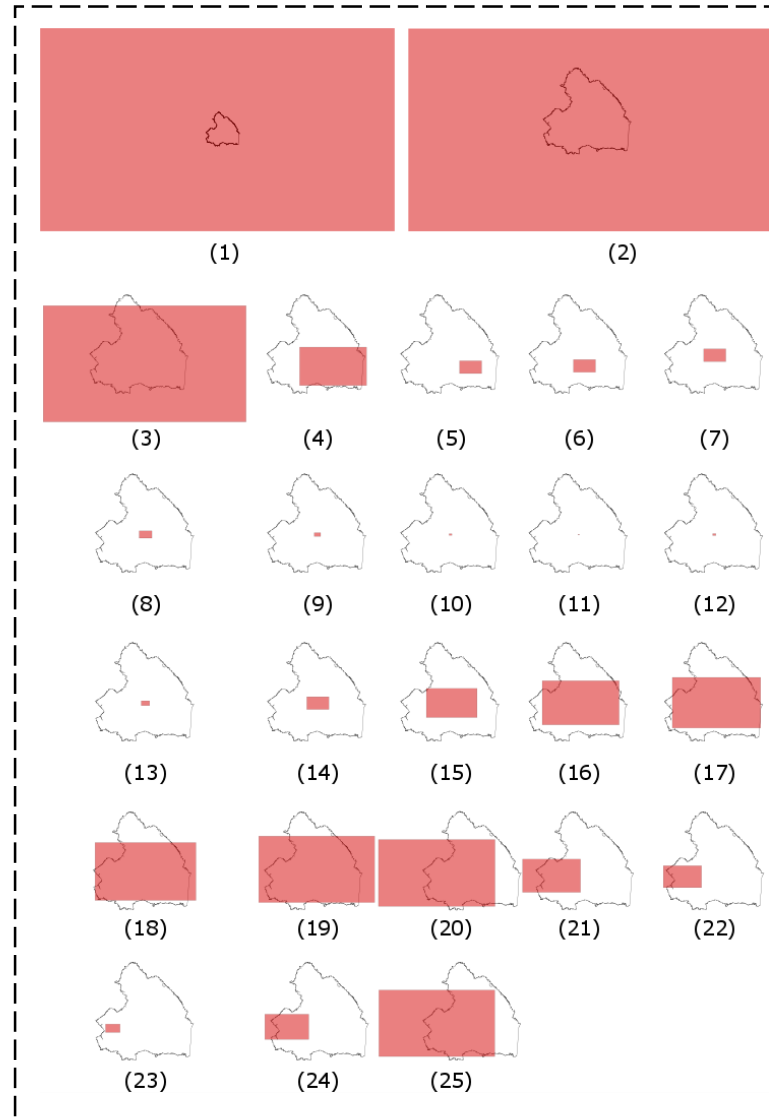 (1) (2)
(3) (4) (5) (6) (7)
(8) (9) (10) (11) (12)
(13) (14) (15) (16) (17)
(18) (19) (20) (21) (22)
(23) (24) (25)